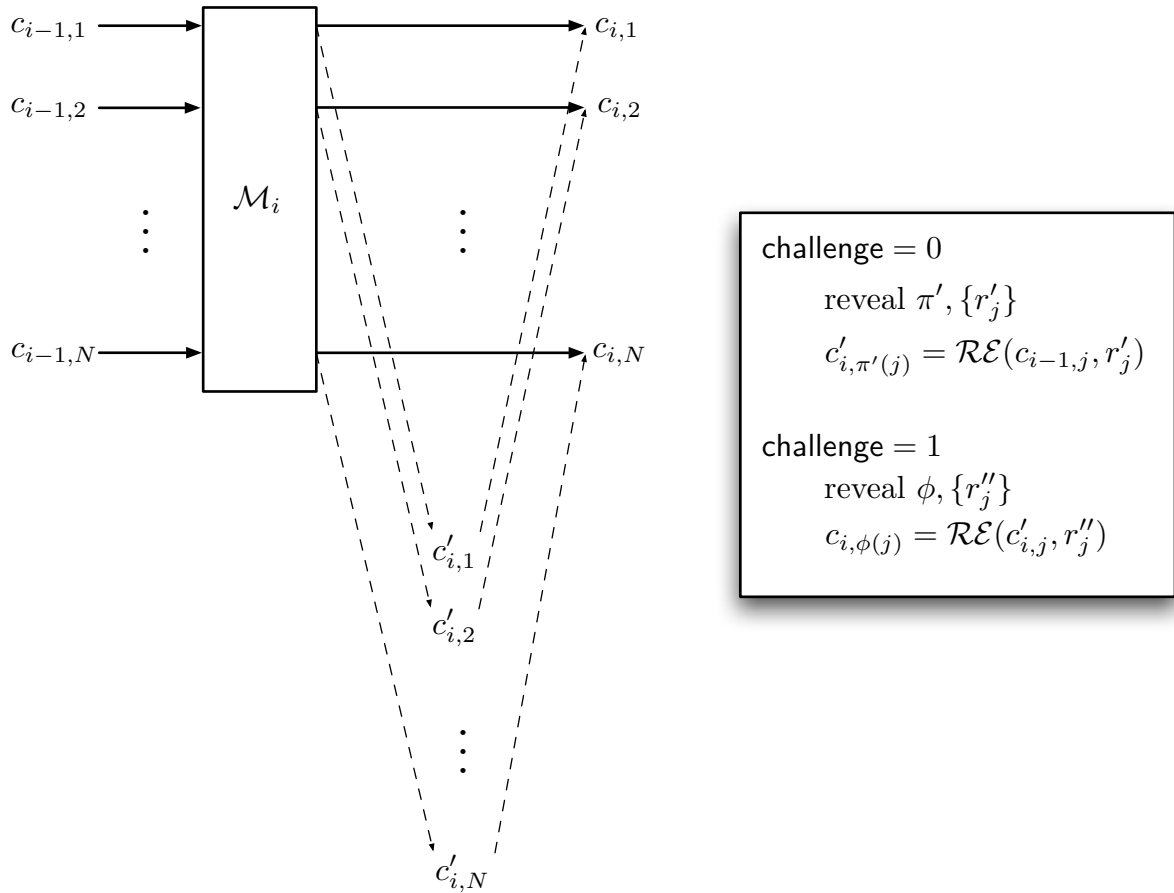 c_{i−1,1}
c_{i,1}
c_{i−1,2}
c_{i,2}
ℳ_i
⋮
⋮
c_{i−1,N}
c_{i,N}
c′_{i,1}
c′_{i,2}
⋮
c′_{i,N}
challenge = 0
reveal π′, {r′_j}
c′_{i,π′(j)} = ℛℰ(c_{i−1,j}, r′_j)
challenge = 1
reveal ϕ, {r″_j}
c_{i,ϕ(j)} = ℛℰ(c′_{i,j}, r″_j)